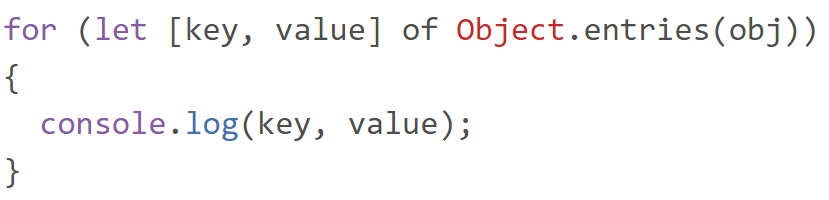 for (let [key, value] of Object.entries(obj))
{
  console.log(key, value);
}